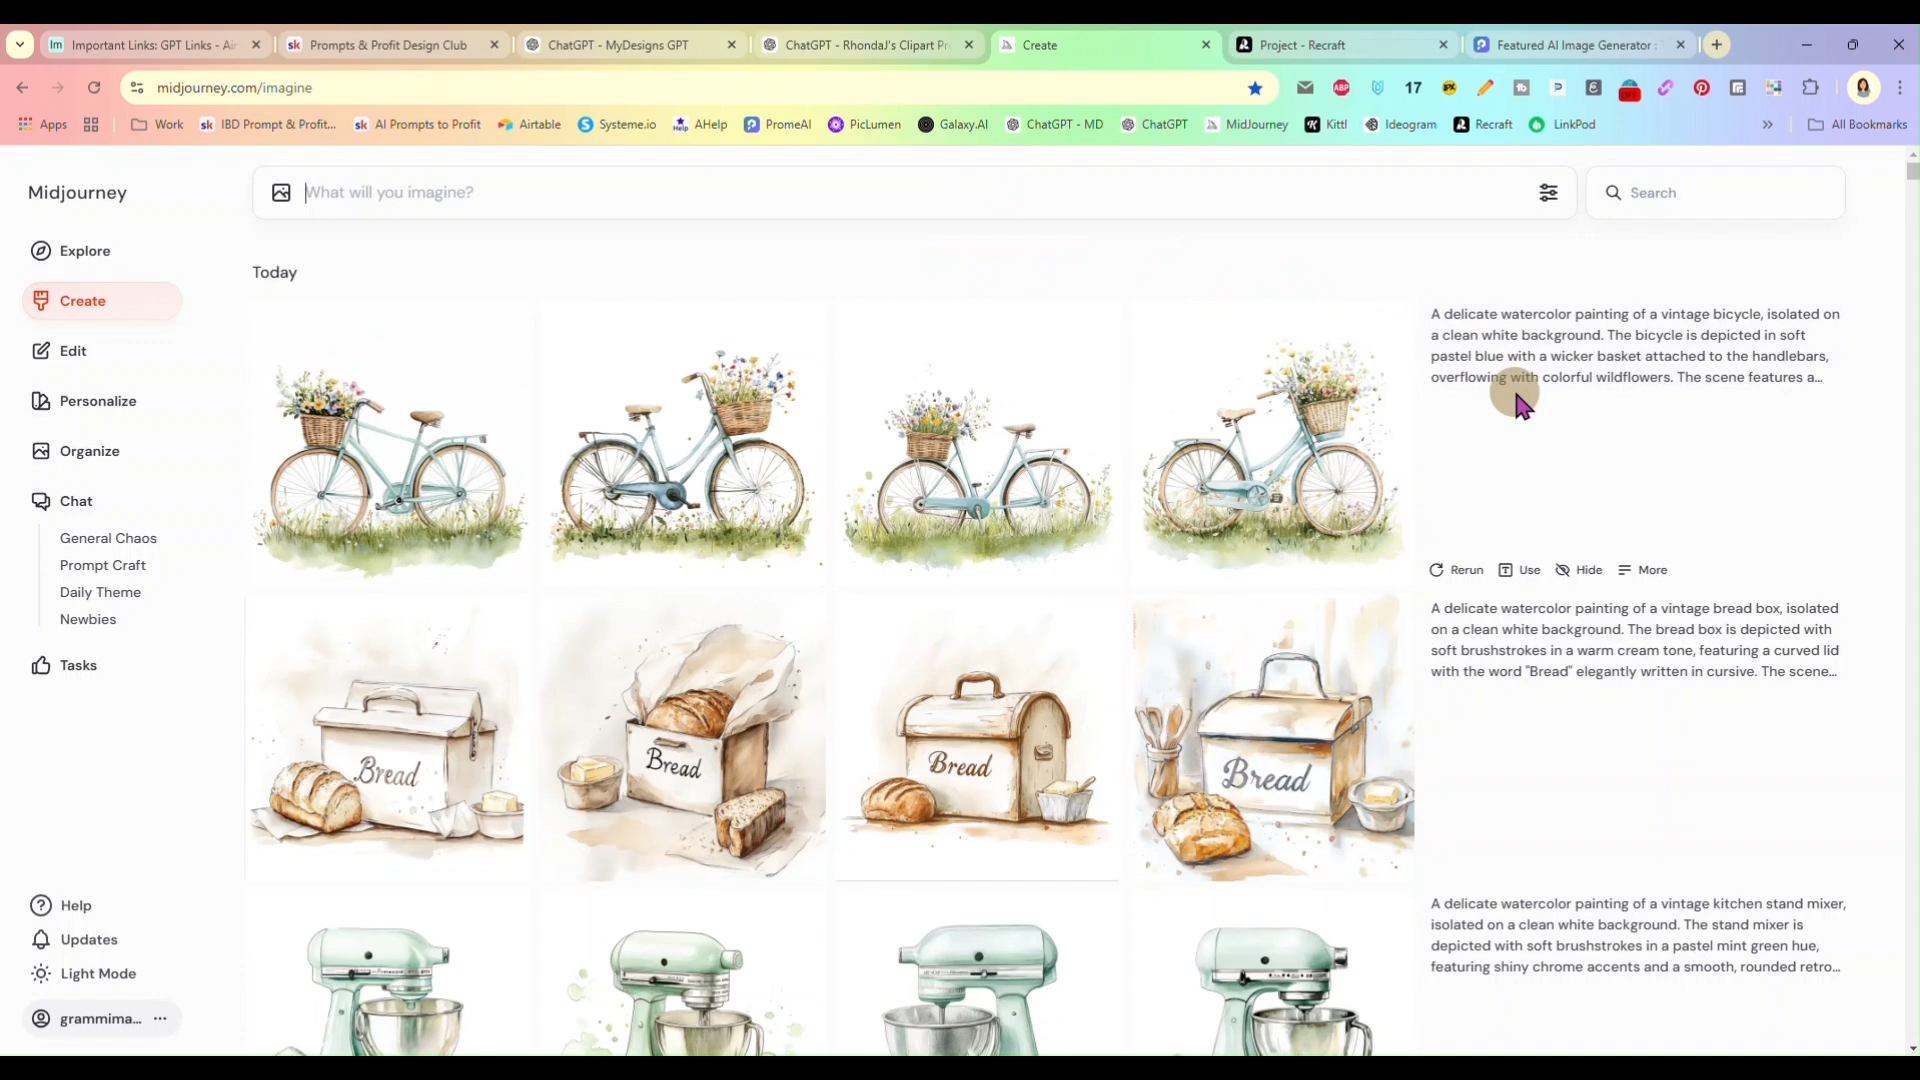 Im Important Links: GPT Links - Air
sk Prompts & Profit Design Club
ChatGPT - MyDesigns GPT
ChatGPT - RhondaJ's Clipart Pr
Create
Project - Recraft
Featured AI Image Generator :
midjourney.com/imagine
ABP
17
OFF
Apps
Work
sk IBD Prompt & Profit...
sk AI Prompts to Profit
Airtable
Systeme.io
Help AHelp
PromeAI
PicLumen
Galaxy.AI
ChatGPT - MD
ChatGPT
MidJourney
Kittl
Ideogram
Recraft
LinkPod
All Bookmarks
Midjourney
What will you imagine?
Search
Explore
Create
Edit
Personalize
Organize
Chat
General Chaos
Prompt Craft
Daily Theme
Newbies
Tasks
Help
Updates
Light Mode
grammima...
Today
A delicate watercolor painting of a vintage bicycle, isolated on
a clean white background. The bicycle is depicted in soft
pastel blue with a wicker basket attached to the handlebars,
overflowing with colorful wildflowers. The scene features a...
Rerun Use Hide More
Bread
Bread
Bread
Bread
A delicate watercolor painting of a vintage bread box, isolated
on a clean white background. The bread box is depicted with
soft brushstrokes in a warm cream tone, featuring a curved lid
with the word "Bread" elegantly written in cursive. The scene...
A delicate watercolor painting of a vintage kitchen stand mixer,
isolated on a clean white background. The stand mixer is
depicted with soft brushstrokes in a pastel mint green hue,
featuring shiny chrome accents and a smooth, rounded retro...